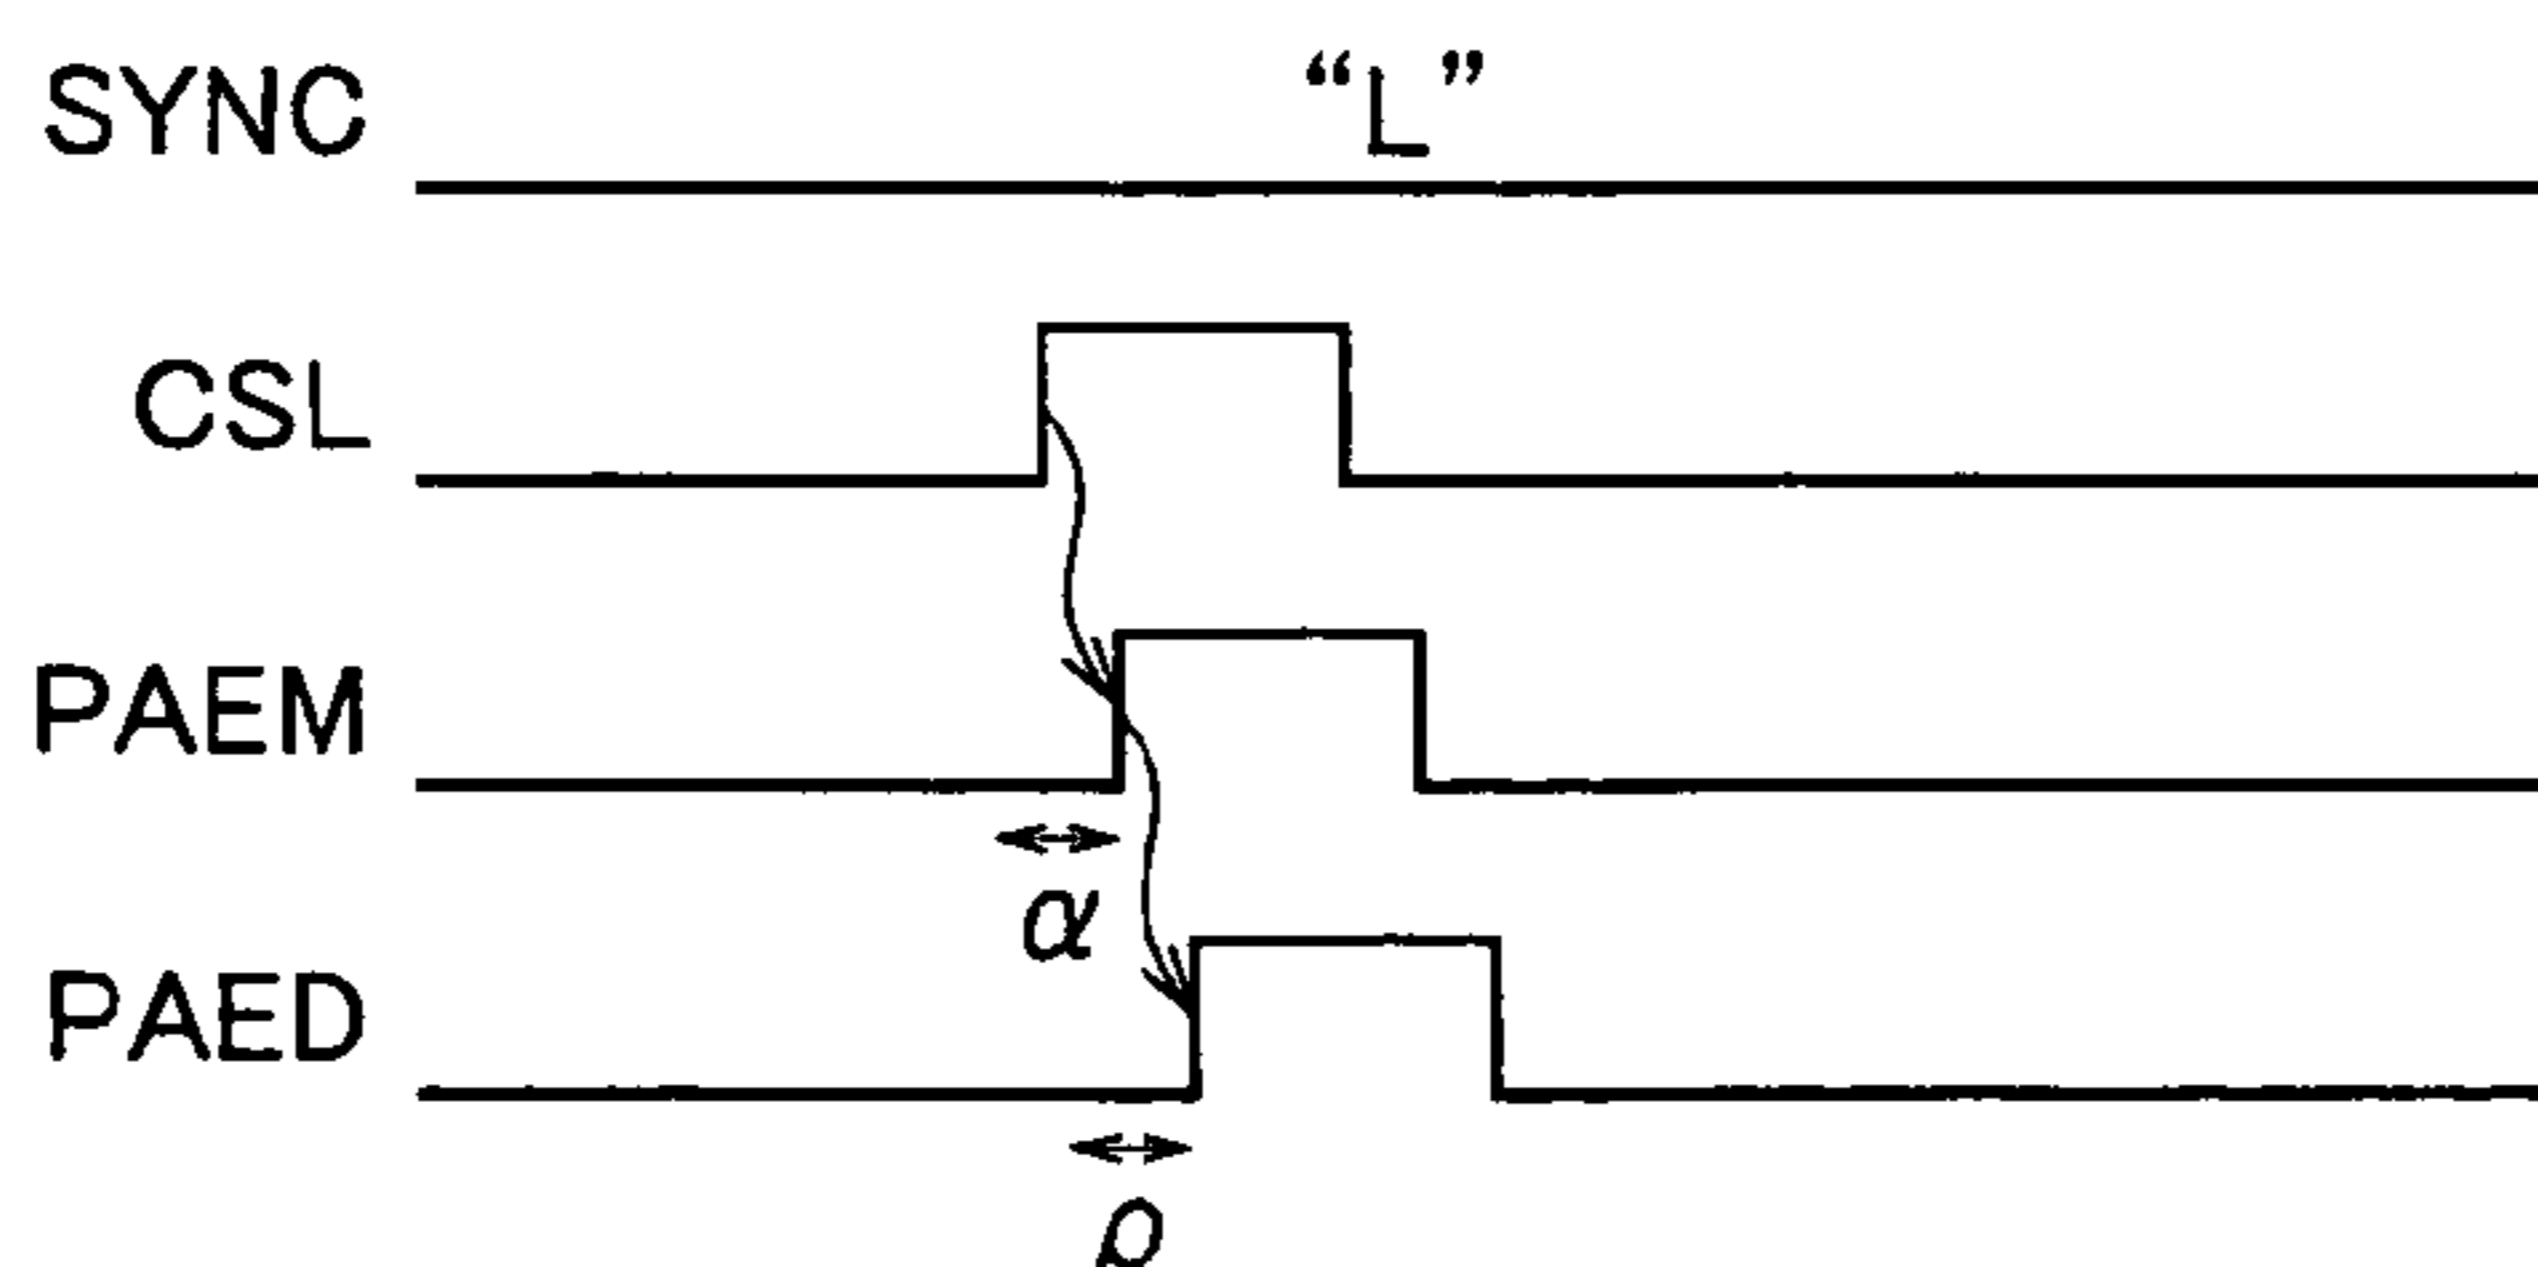 SYNC “L”
CSL
PAEM
α
PAED
ρ